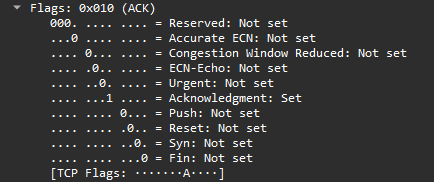 Flags: 0x010 (ACK)
000. .... .... = Reserved: Not set
...0 .... .... = Accurate ECN: Not set
.... 0... .... = Congestion Window Reduced: Not set
.... .0.. .... = ECN-Echo: Not set
.... ..0. .... = Urgent: Not set
.... ...1 .... = Acknowledgment: Set
.... .... 0... = Push: Not set
.... .... .0.. = Reset: Not set
.... .... ..0. = Syn: Not set
.... .... ...0 = Fin: Not set
[TCP Flags: ·······A····]